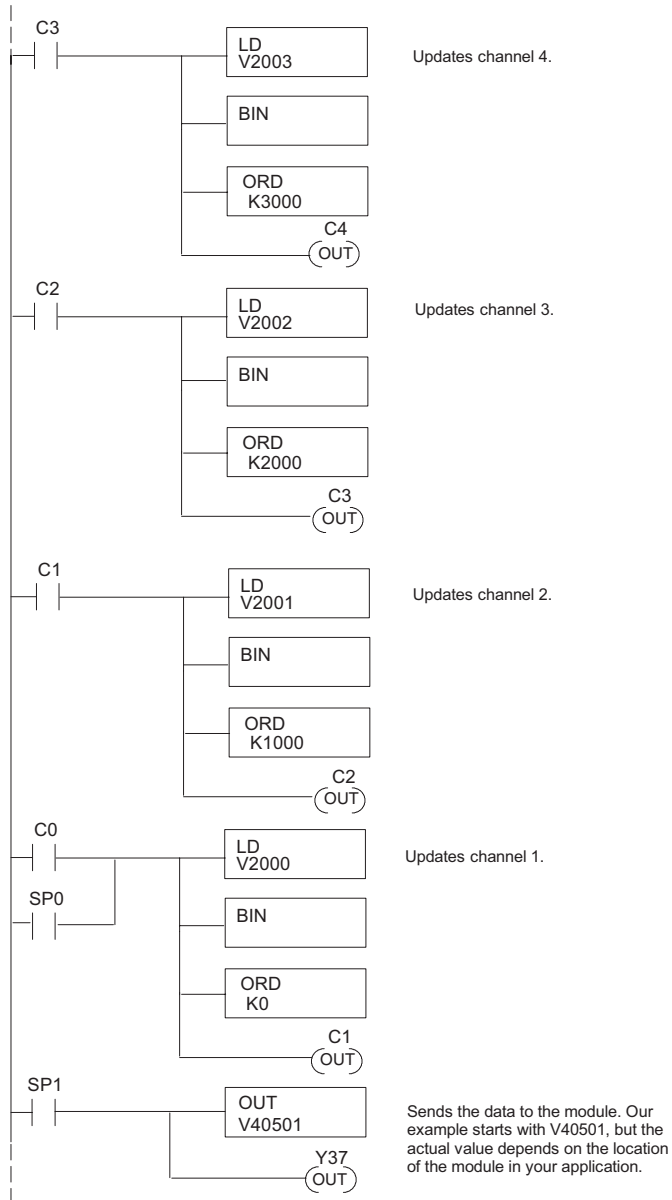 C3
LD
V2003
Updates channel 4.
BIN
ORD
K3000
C4
OUT
C2
LD
V2002
Updates channel 3.
BIN
ORD
K2000
C3
OUT
C1
LD
V2001
Updates channel 2.
BIN
ORD
K1000
C2
OUT
C0
LD
V2000
Updates channel 1.
SP0
BIN
ORD
K0
C1
OUT
SP1
OUT
V40501
Sends the data to the module. Our
example starts with V40501, but the
actual value depends on the location
of the module in your application.
Y37
OUT